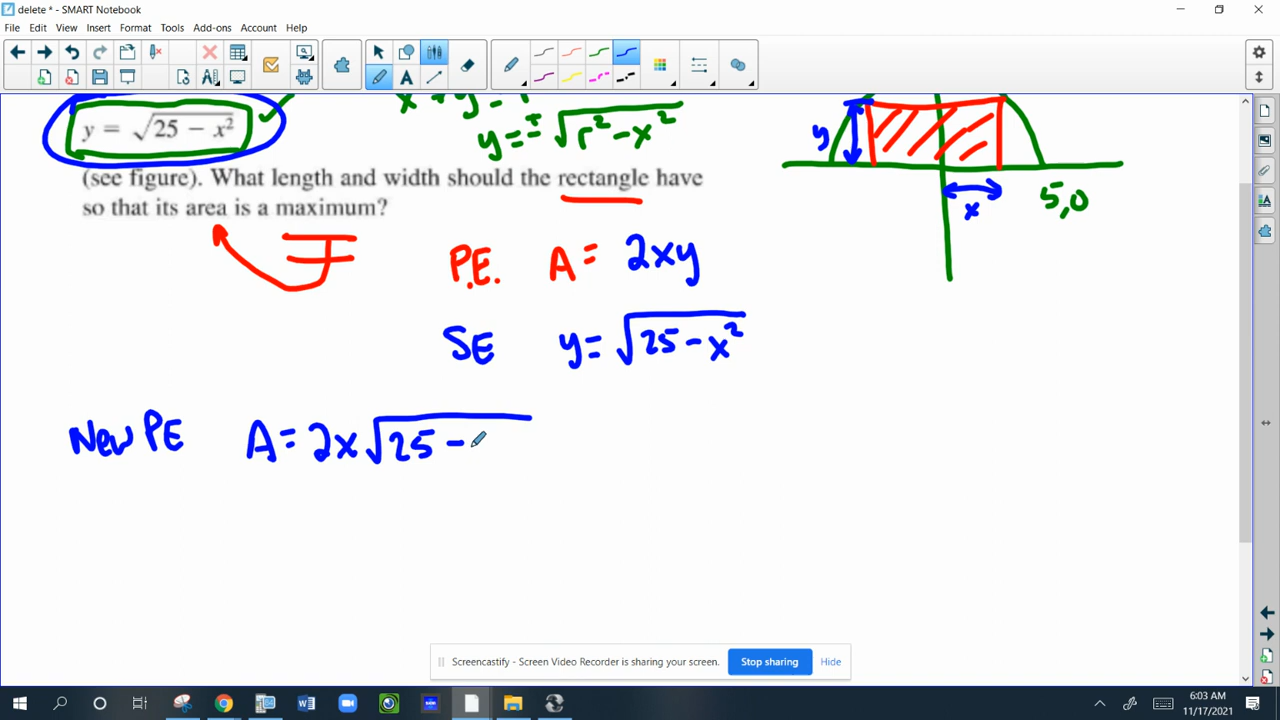 delete * - SMART Notebook
File Edit View Insert Format Tools Add-ons Account Help
y = √25 − x²
y = ± √r² − x²
(see figure). What length and width should the rectangle have
so that its area is a maximum?
y
x
5,0
P.E. A = 2xy
SE y = √25 − x²
New PE A = 2x √25 −
Screencastify - Screen Video Recorder is sharing your screen. Stop sharing Hide
6:03 AM
11/17/2021